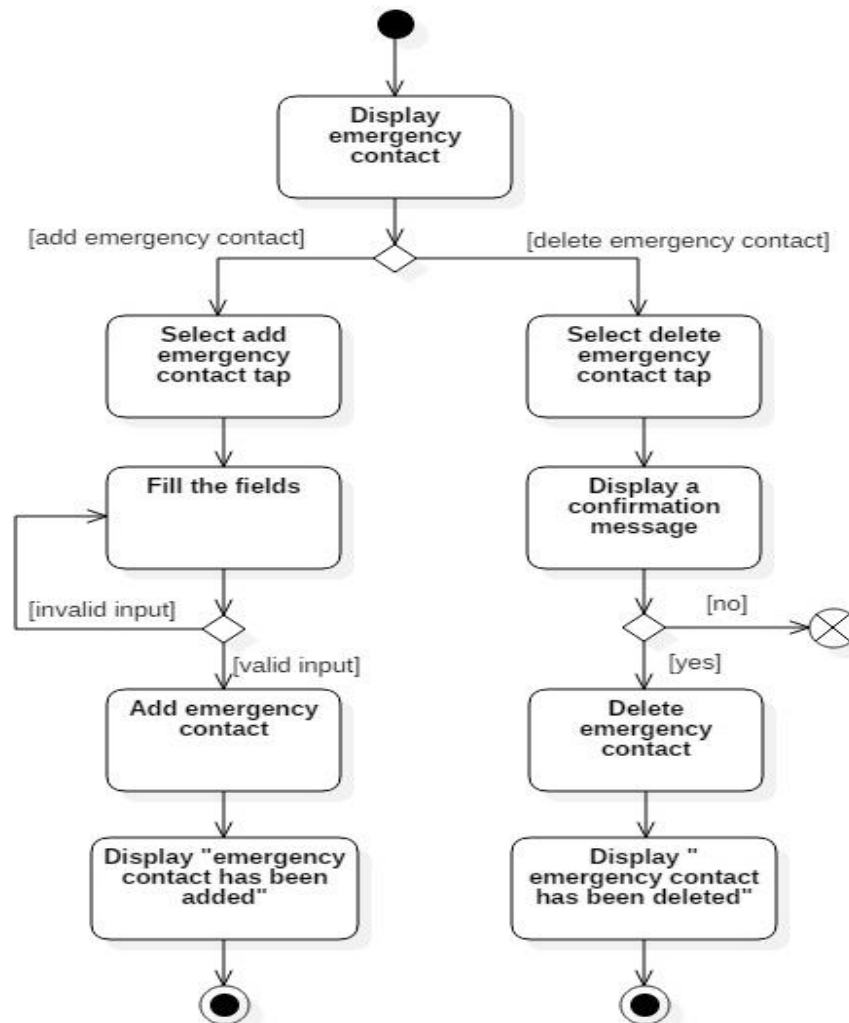 Display
emergency
contact
[add emergency contact]
[delete emergency contact]
Select add
emergency
contact tap
Select delete
emergency
contact tap
Fill the fields
Display a
confirmation
message
[invalid input]
[no]
[valid input]
[yes]
Add emergency
contact
Delete
emergency
contact
Display "emergency
contact has been
added"
Display "
emergency contact
has been deleted"